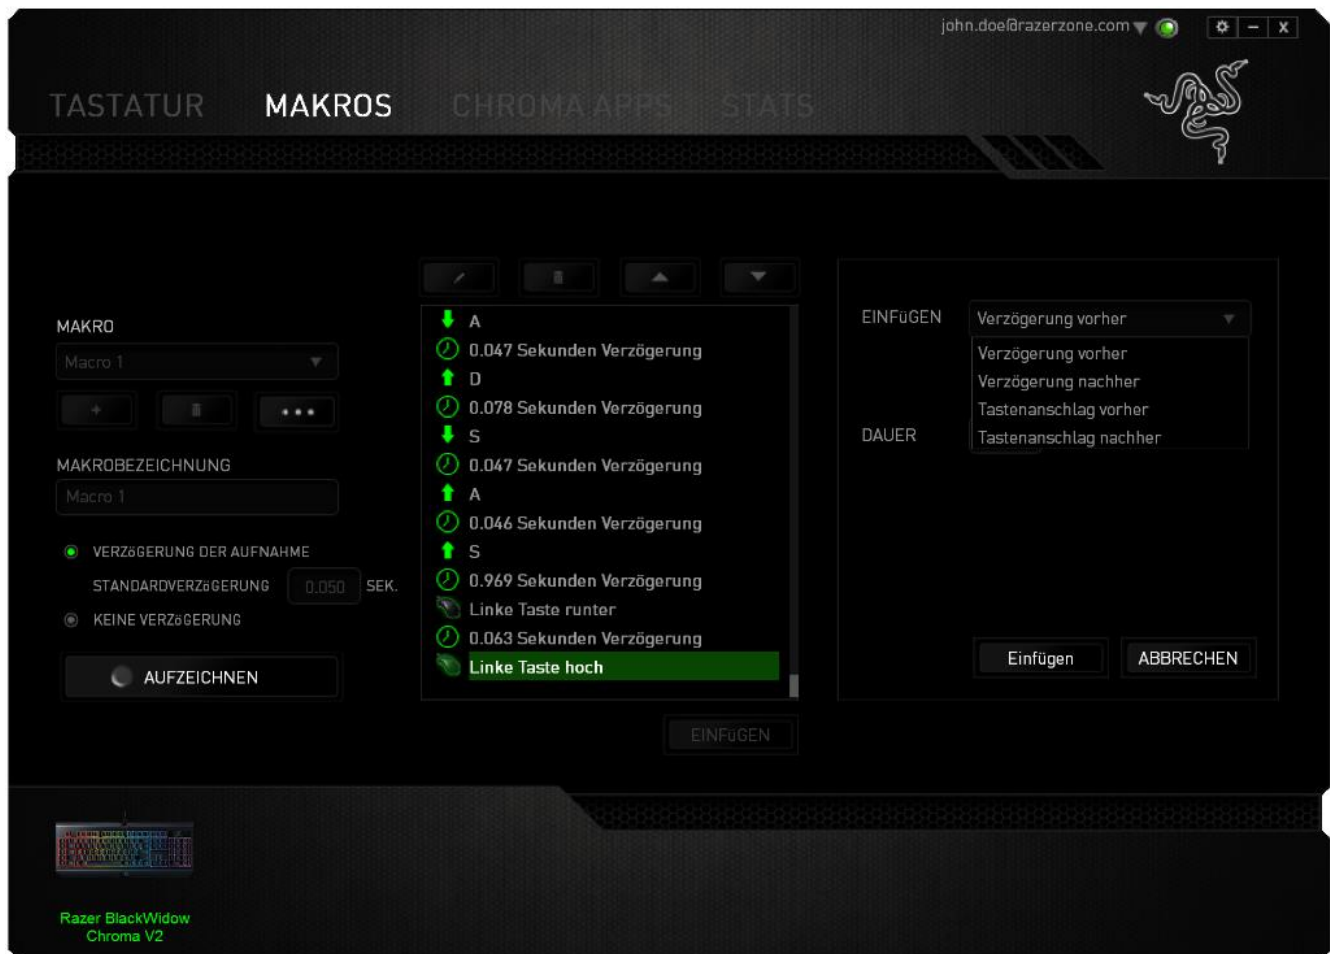 john.doe@razerzone.com
TASTATUR MAKROS CHROMA APPS STATS
MAKRO
Macro 1
MAKROBEZEICHNUNG
Macro 1
VERZöGERUNG DER AUFNAHME
STANDARDVERZöGERUNG 0.050 SEK.
KEINE VERZöGERUNG
AUFZEICHNEN
A
0.047 Sekunden Verzögerung
D
0.078 Sekunden Verzögerung
S
0.047 Sekunden Verzögerung
A
0.046 Sekunden Verzögerung
S
0.969 Sekunden Verzögerung
Linke Taste runter
0.063 Sekunden Verzögerung
Linke Taste hoch
EINFüGEN
EINFüGEN Verzögerung vorher
Verzögerung vorher
Verzögerung nachher
Tastenanschlag vorher
Tastenanschlag nachher
DAUER
Einfügen ABBRECHEN
Razer BlackWidow
Chroma V2